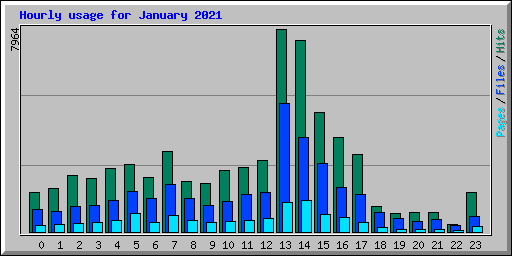 Hourly usage for January 2021
7964
Pages/Files/Hits
0 1 2 3 4 5 6 7 8 9 10 11 12 13 14 15 16 17 18 19 20 21 22 23